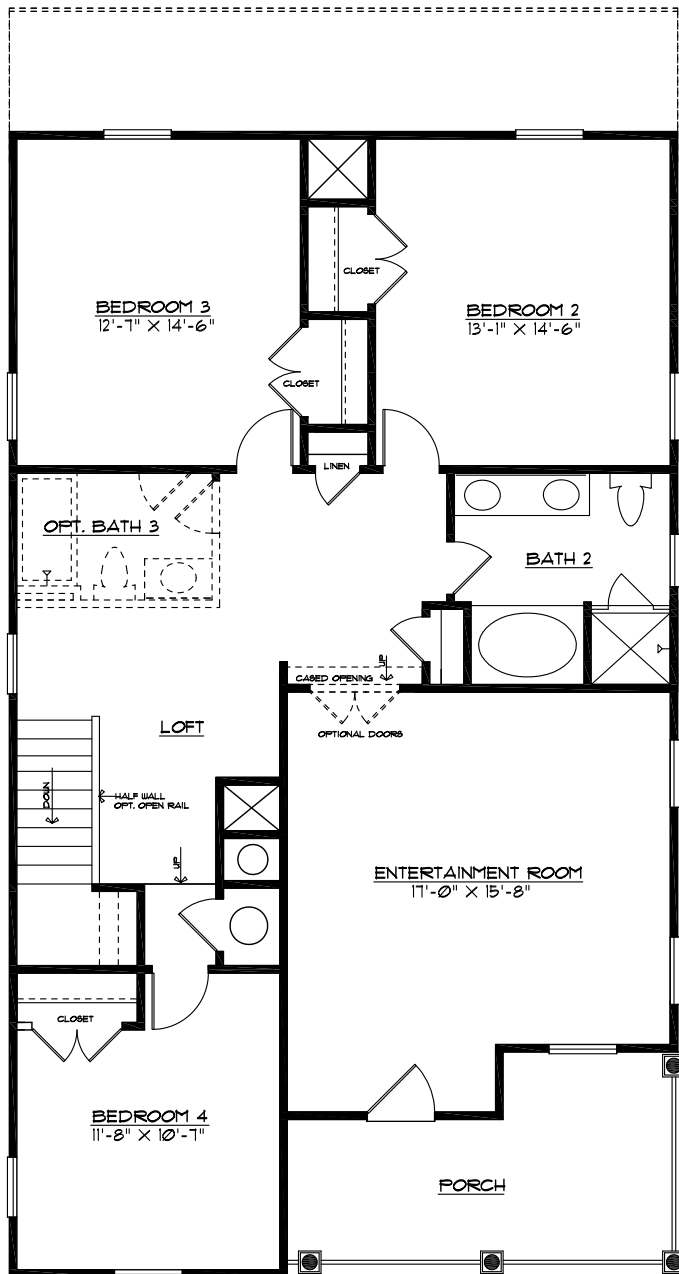 CLOSET
BEDROOM 3
12'-7" X 14'-6"
BEDROOM 2
13'-1" X 14'-6"
CLOSET
LINEN
OPT. BATH 3
BATH 2
UP
CASED OPENING
LOFT
OPTIONAL DOORS
DOWN
HALF WALL
OPT. OPEN RAIL
UP
ENTERTAINMENT ROOM
17'-0" X 15'-8"
CLOSET
BEDROOM 4
11'-8" X 10'-7"
PORCH